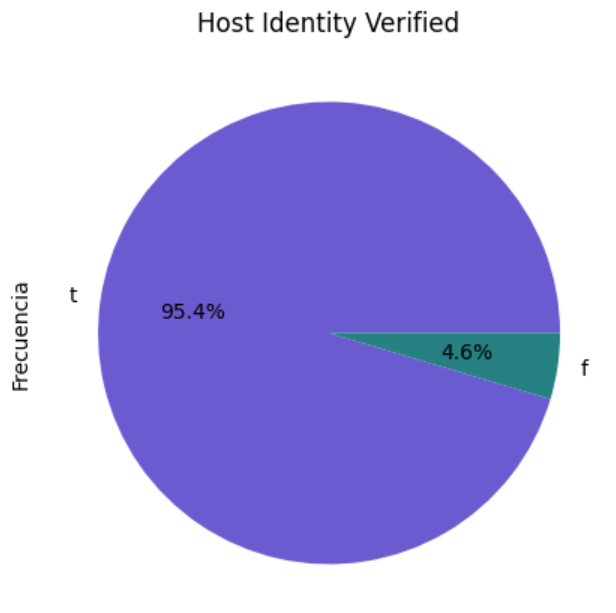 Host Identity Verified
Frecuencia
t
95.4%
4.6%
f